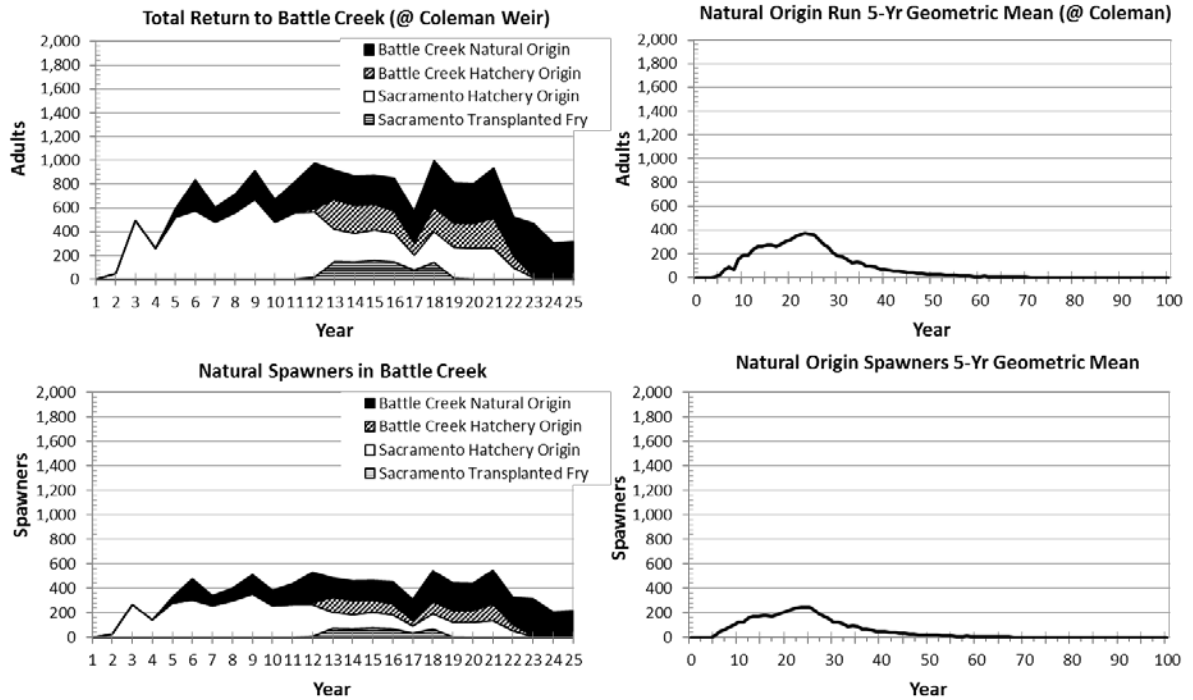 Total Return to Battle Creek (@ Coleman Weir)
2,000
1,800
1,600
1,400
1,200
1,000
800
600
400
200
0
Adults
Battle Creek Natural Origin
Battle Creek Hatchery Origin
Sacramento Hatchery Origin
Sacramento Transplanted Fry
1 2 3 4 5 6 7 8 9 10 11 12 13 14 15 16 17 18 19 20 21 22 23 24 25
Year
Natural Origin Run 5-Yr Geometric Mean (@ Coleman)
2,000
1,800
1,600
1,400
1,200
1,000
800
600
400
200
0
Adults
0 10 20 30 40 50 60 70 80 90 100
Year
Natural Spawners in Battle Creek
2,000
1,800
1,600
1,400
1,200
1,000
800
600
400
200
0
Spawners
Battle Creek Natural Origin
Battle Creek Hatchery Origin
Sacramento Hatchery Origin
Sacramento Transplanted Fry
1 2 3 4 5 6 7 8 9 10 11 12 13 14 15 16 17 18 19 20 21 22 23 24 25
Year
Natural Origin Spawners 5-Yr Geometric Mean
2,000
1,800
1,600
1,400
1,200
1,000
800
600
400
200
0
Spawners
0 10 20 30 40 50 60 70 80 90 100
Year